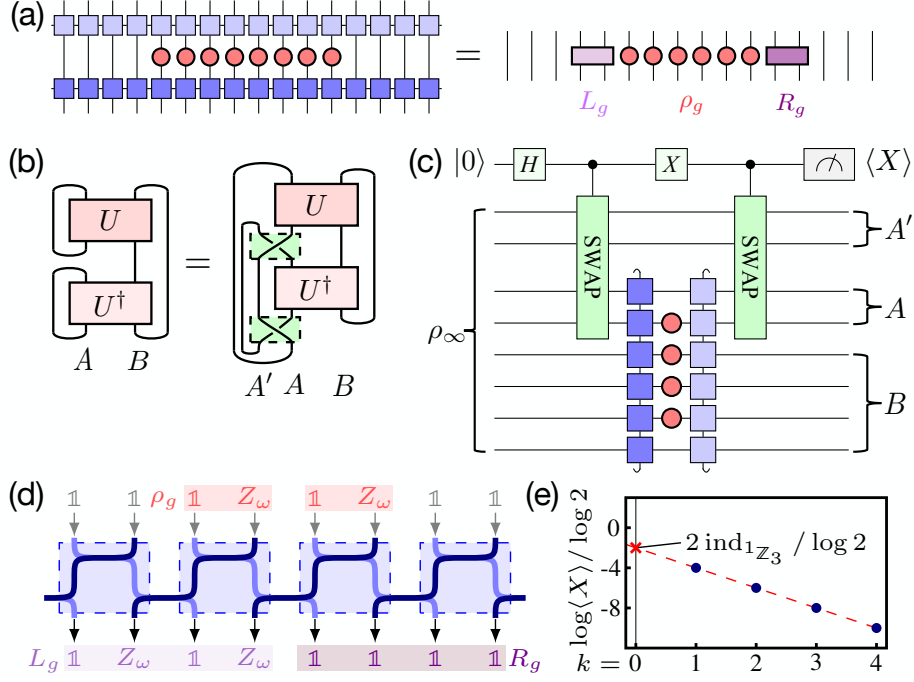 (a)
=
L_g ρ_g R_g
(b)
U
U†
A B
=
U
U†
A′ A B
(c)
|0⟩ H X ⟨X⟩
SWAP SWAP
A′
A
B
ρ∞
(d)
𝟙 𝟙 ρ_g 𝟙 Z_ω 𝟙 Z_ω 𝟙 𝟙
L_g 𝟙 Z_ω 𝟙 Z_ω 𝟙 𝟙 𝟙 𝟙 R_g
(e)
log⟨X⟩/ log 2
0
-4
-8
2 ind_{1_{ℤ_3}} / log 2
k = 0 1 2 3 4